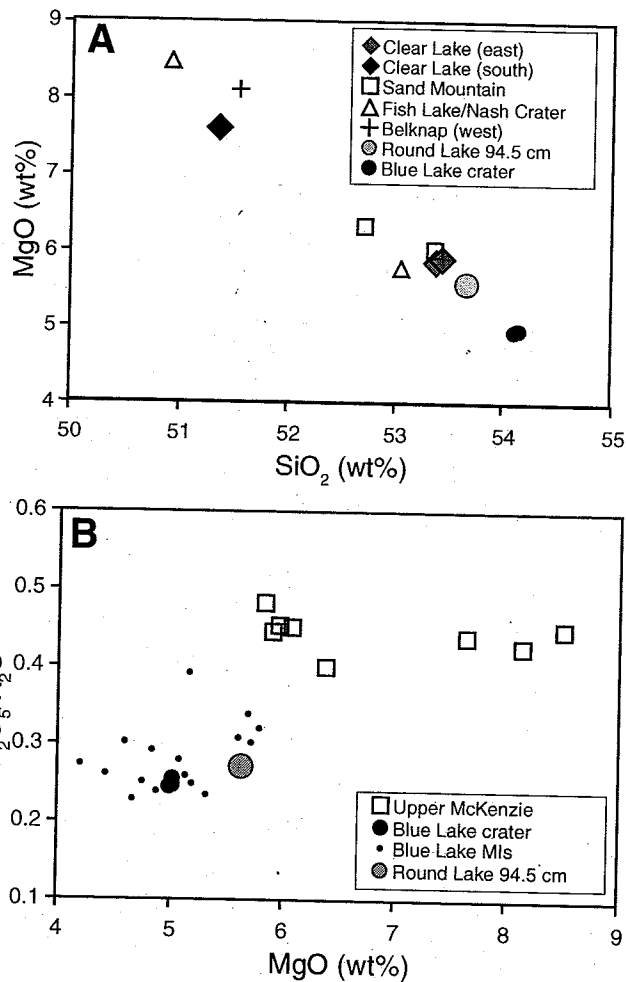 A
9
8
7
6
5
4
MgO (wt%)
Clear Lake (east)
Clear Lake (south)
Sand Mountain
Fish Lake/Nash Crater
Belknap (west)
Round Lake 94.5 cm
Blue Lake crater
50 51 52 53 54 55
SiO2 (wt%)
B
0.6
0.5
0.4
0.3
0.2
0.1
Upper McKenzie
Blue Lake crater
Blue Lake MIs
Round Lake 94.5 cm
4 5 6 7 8 9
MgO (wt%)